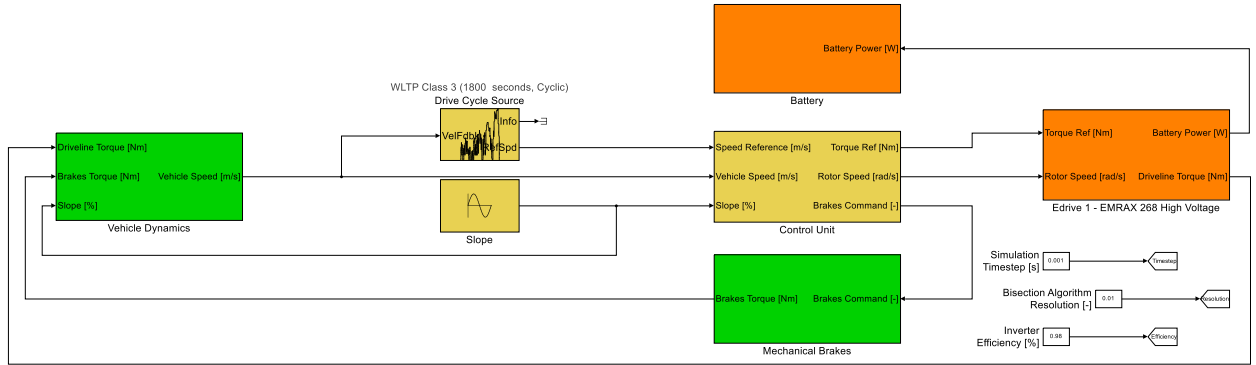 Battery Power [W]
Battery
WLTP Class 3 (1800  seconds, Cyclic)
Drive Cycle Source
Info
VelFdbk
RefSpd
Driveline Torque [Nm]
Brakes Torque [Nm]
Vehicle Speed [m/s]
Slope [%]
Vehicle Dynamics
Slope
Speed Reference [m/s]
Torque Ref [Nm]
Vehicle Speed [m/s]
Rotor Speed [rad/s]
Slope [%]
Brakes Command [-]
Control Unit
Torque Ref [Nm]
Battery Power [W]
Rotor Speed [rad/s]
Driveline Torque [Nm]
Edrive 1 - EMRAX 268 High Voltage
Brakes Torque [Nm]
Brakes Command [-]
Mechanical Brakes
Simulation
Timestep [s]
0.001
Timestep
Bisection Algorithm
Resolution [-]
0.01
Resolution
Inverter
Efficiency [%]
0.98
Efficiency